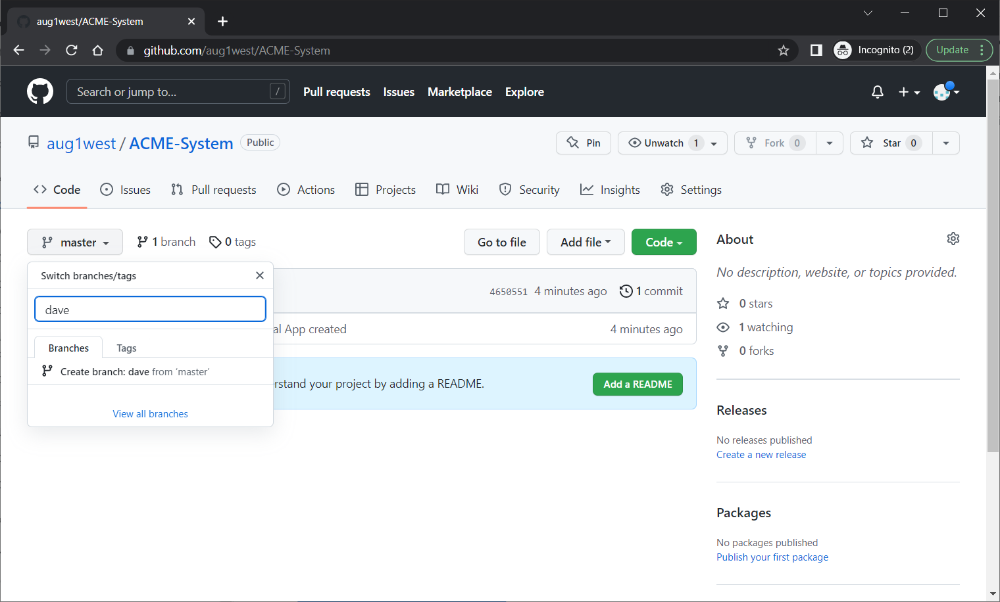 aug1west/ACME-System
github.com/aug1west/ACME-System
Incognito (2)
Update
Search or jump to...
/
Pull requests
Issues
Marketplace
Explore
aug1west / ACME-System
Public
Pin
Unwatch 1
Fork 0
Star 0
Code
Issues
Pull requests
Actions
Projects
Wiki
Security
Insights
Settings
master
1 branch
0 tags
Go to file
Add file
Code
Switch branches/tags
dave
Branches
Tags
Create branch: dave from ‘master’
View all branches
4650551 4 minutes ago
1 commit
al App created
4 minutes ago
rstand your project by adding a README.
Add a README
About
No description, website, or topics provided.
0 stars
1 watching
0 forks
Releases
No releases published
Create a new release
Packages
No packages published
Publish your first package